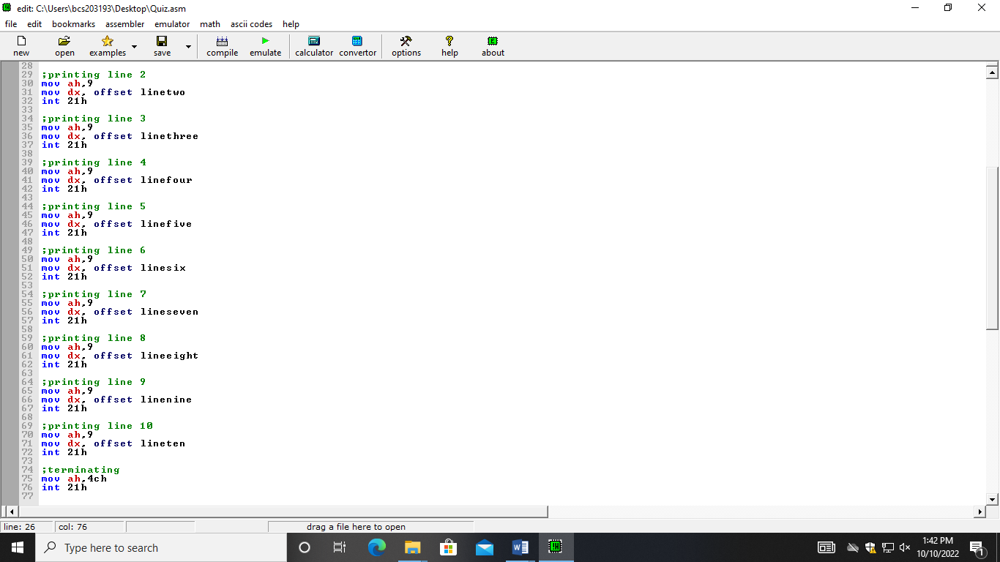 edit: C:\Users\bcs203193\Desktop\Quiz.asm
file edit bookmarks assembler emulator math ascii codes help
new open examples save compile emulate calculator convertor options help about
28
29 ;printing line 2
30 mov ah,9
31 mov dx, offset linetwo
32 int 21h
33
34 ;printing line 3
35 mov ah,9
36 mov dx, offset linethree
37 int 21h
38
39 ;printing line 4
40 mov ah,9
41 mov dx, offset linefour
42 int 21h
43
44 ;printing line 5
45 mov ah,9
46 mov dx, offset linefive
47 int 21h
48
49 ;printing line 6
50 mov ah,9
51 mov dx, offset linesix
52 int 21h
53
54 ;printing line 7
55 mov ah,9
56 mov dx, offset lineseven
57 int 21h
58
59 ;printing line 8
60 mov ah,9
61 mov dx, offset lineeight
62 int 21h
63
64 ;printing line 9
65 mov ah,9
66 mov dx, offset linenine
67 int 21h
68
69 ;printing line 10
70 mov ah,9
71 mov dx, offset lineten
72 int 21h
73
74 ;terminating
75 mov ah,4ch
76 int 21h
77
line: 26 col: 76 drag a file here to open
Type here to search
1:42 PM
10/10/2022
1